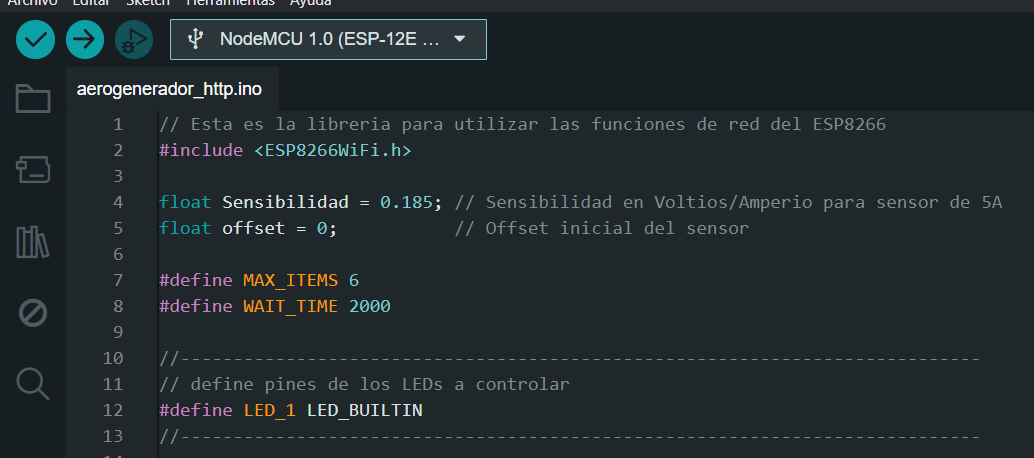 Archivo Editar Sketch Herramientas Ayuda
NodeMCU 1.0 (ESP-12E ...
aerogenerador_http.ino
1 // Esta es la libreria para utilizar las funciones de red del ESP8266
2 #include <ESP8266WiFi.h>
3
4 float Sensibilidad = 0.185; // Sensibilidad en Voltios/Amperio para sensor de 5A
5 float offset = 0; // Offset inicial del sensor
6
7 #define MAX_ITEMS 6
8 #define WAIT_TIME 2000
9
10 //-----------------------------------------------------------------------------
11 // define pines de los LEDs a controlar
12 #define LED_1 LED_BUILTIN
13 //-----------------------------------------------------------------------------